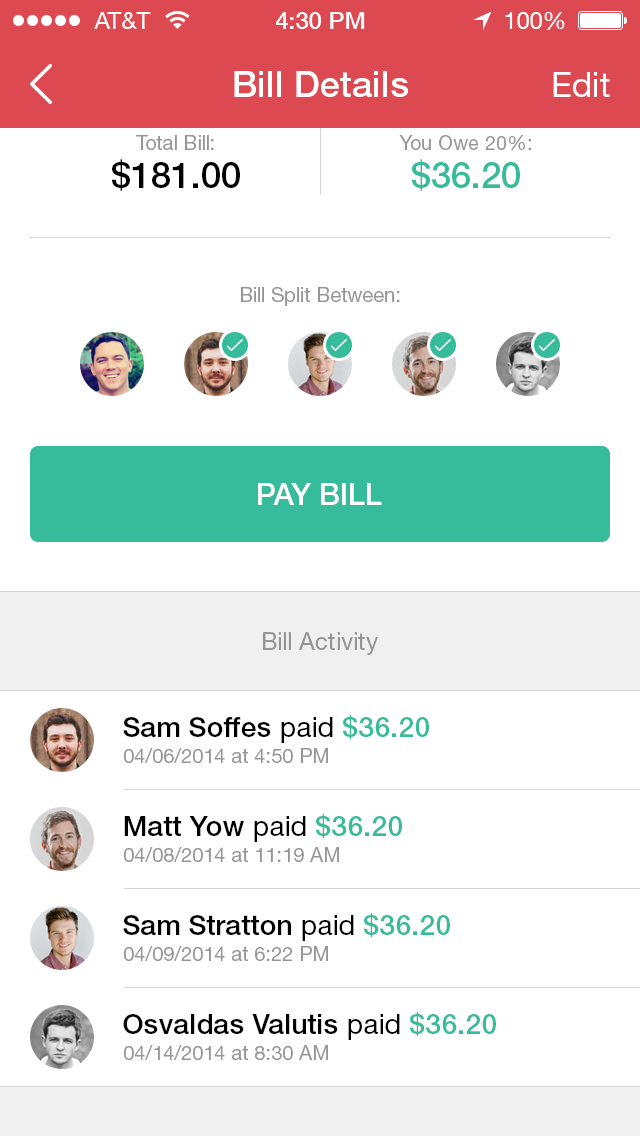 AT&T 4:30 PM 100%
Bill Details Edit
Total Bill: You Owe 20%:
$181.00 $36.20
Bill Split Between:
PAY BILL
Bill Activity
Sam Soffes paid $36.20
04/06/2014 at 4:50 PM
Matt Yow paid $36.20
04/08/2014 at 11:19 AM
Sam Stratton paid $36.20
04/09/2014 at 6:22 PM
Osvaldas Valutis paid $36.20
04/14/2014 at 8:30 AM